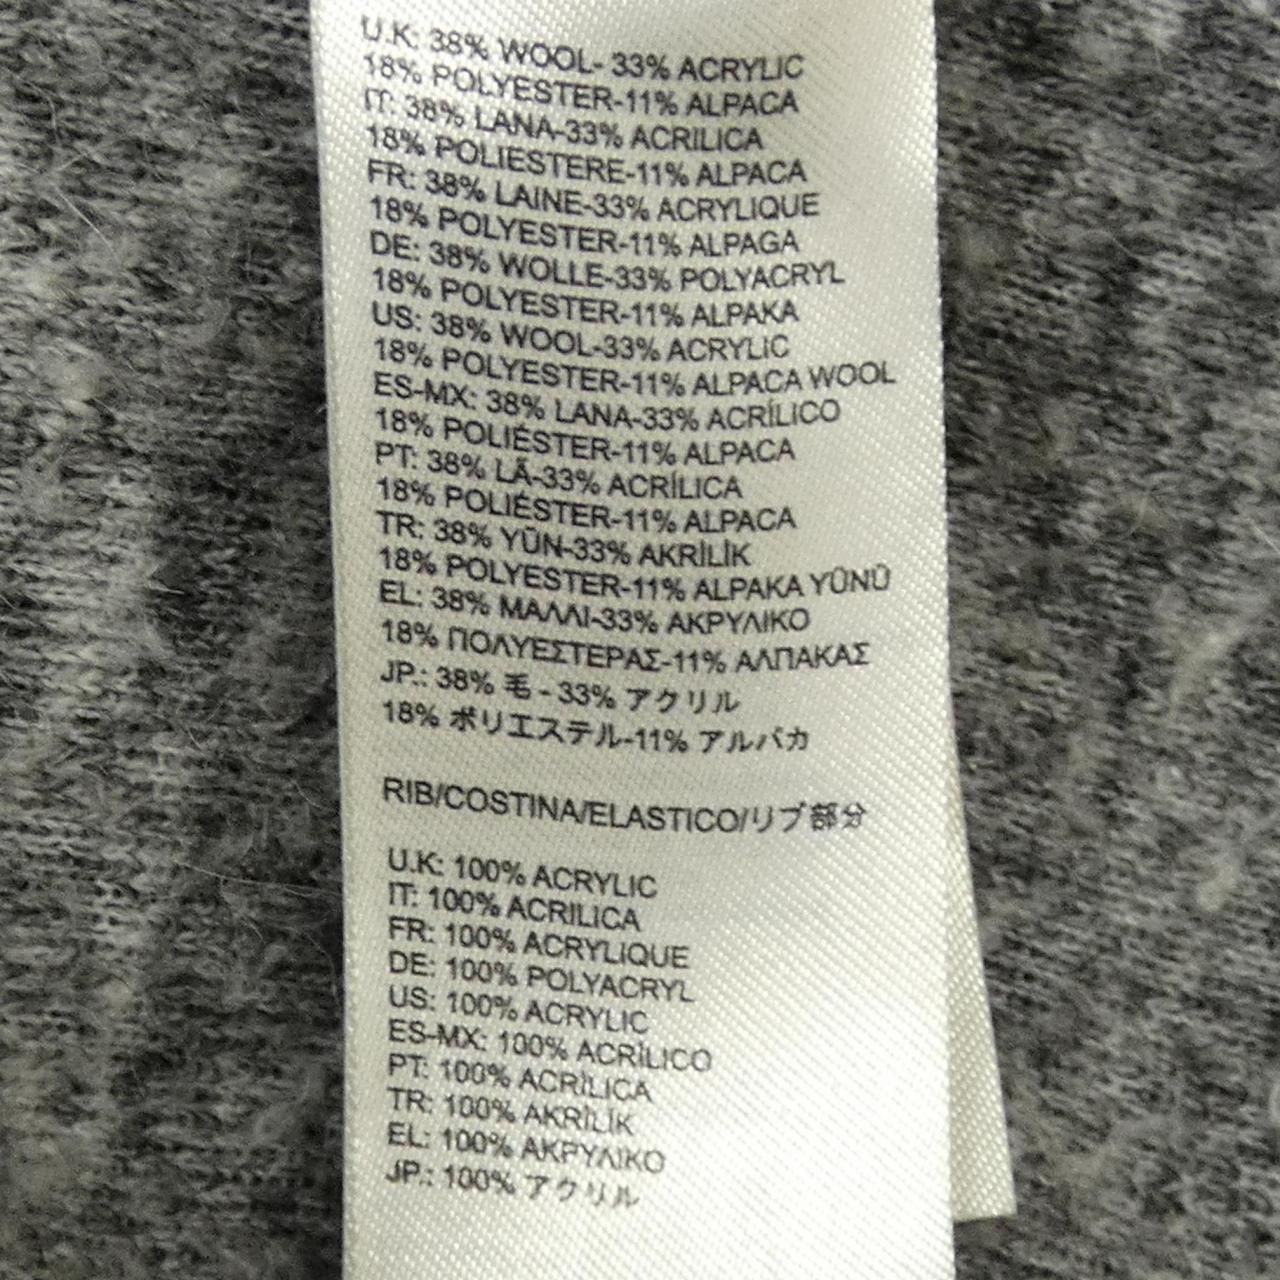 U.K: 38% WOOL- 33% ACRYLIC
18% POLYESTER-11% ALPACA
IT: 38% LANA-33% ACRILICA
18% POLIESTERE-11% ALPACA
FR: 38% LAINE-33% ACRYLIQUE
18% POLYESTER-11% ALPAGA
DE: 38% WOLLE-33% POLYACRYL
18% POLYESTER-11% ALPAKA
US: 38% WOOL-33% ACRYLIC
18% POLYESTER-11% ALPACA WOOL
ES-MX: 38% LANA-33% ACRÍLICO
18% POLIÉSTER-11% ALPACA
PT: 38% LÃ-33% ACRÍLICA
18% POLIÉSTER-11% ALPACA
TR: 38% YÜN-33% AKRİLİK
18% POLYESTER-11% ALPAKA YÜNÜ
EL: 38% ΜΑΛΛΙ-33% ΑΚΡΥΛΙΚΟ
18% ΠΟΛΥΕΣΤΕΡΑΣ-11% ΑΛΠΑΚΑΣ
JP.: 38% 毛 - 33% アクリル
18% ポリエステル-11% アルパカ
RIB/COSTINA/ELASTICO/リブ部分
U.K: 100% ACRYLIC
IT: 100% ACRILICA
FR: 100% ACRYLIQUE
DE: 100% POLYACRYL
US: 100% ACRYLIC
ES-MX: 100% ACRÍLICO
PT: 100% ACRÍLICA
TR: 100% AKRİLİK
EL: 100% ΑΚΡΥΛΙΚΟ
JP.: 100% アクリル